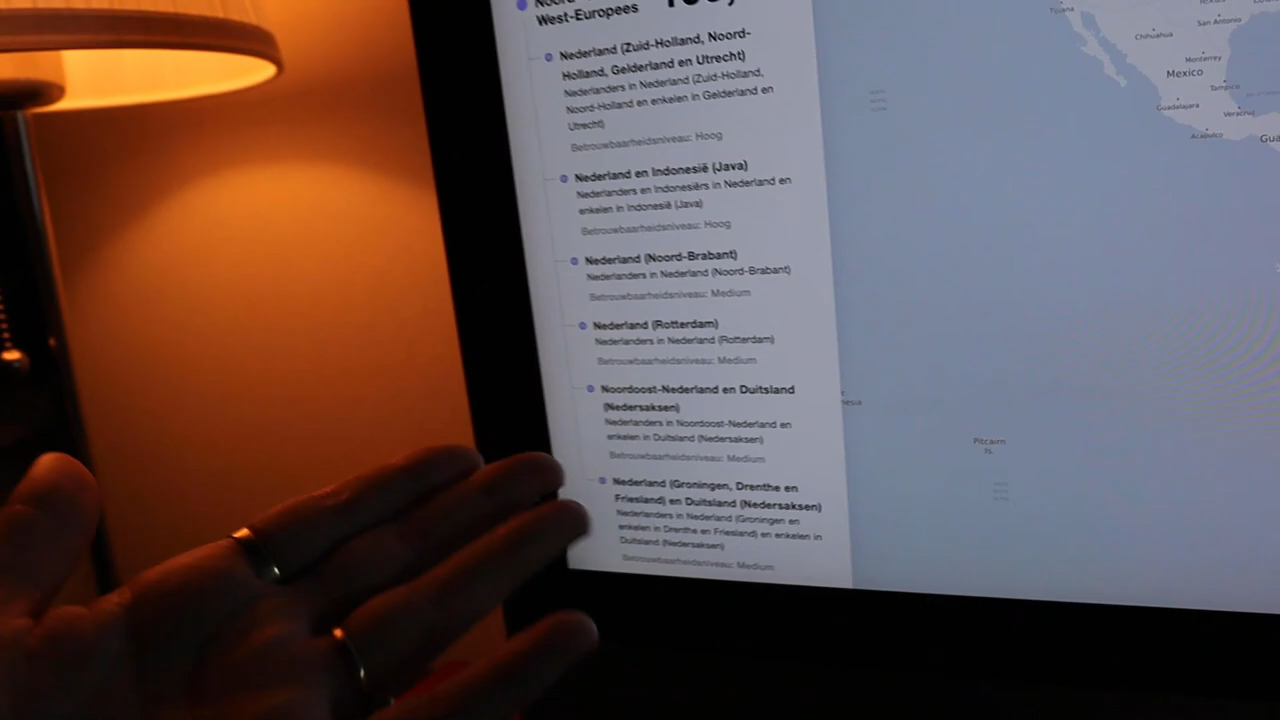 Noord-
West-Europees
Nederland (Zuid-Holland, Noord-
Holland, Gelderland en Utrecht)
Nederlanders in Nederland (Zuid-Holland,
Noord-Holland en enkelen in Gelderland en
Utrecht)
Betrouwbaarheidsniveau: Hoog
Nederland en Indonesië (Java)
Nederlanders en Indonesiërs in Nederland en
enkelen in Indonesië (Java)
Betrouwbaarheidsniveau: Hoog
Nederland (Noord-Brabant)
Nederlanders in Nederland (Noord-Brabant)
Betrouwbaarheidsniveau: Medium
Nederland (Rotterdam)
Nederlanders in Nederland (Rotterdam)
Betrouwbaarheidsniveau: Medium
Noordoost-Nederland en Duitsland
(Nedersaksen)
Nederlanders in Noordoost-Nederland en
enkelen in Duitsland (Nedersaksen)
Betrouwbaarheidsniveau: Medium
Nederland (Groningen, Drenthe en
Friesland) en Duitsland (Nedersaksen)
Nederlanders in Nederland (Groningen en
enkelen in Drenthe en Friesland) en enkelen in
Duitsland (Nedersaksen)
Betrouwbaarheidsniveau: Medium
Tijuana
San Antonio
Chihuahua
Monterrey
Mexico
Tampico
Guadalajara
Veracruz
Acapulco
Gua
nesia
Pitcairn
Is.